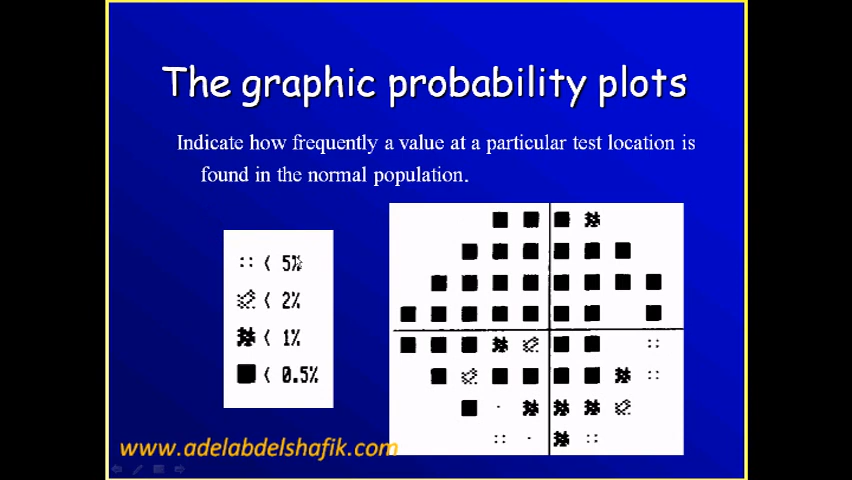 The graphic probability plots
Indicate how frequently a value at a particular test location is
found in the normal population.
:: < 5%
< 2%
< 1%
■ < 0.5%
www.adelabdelshafik.com